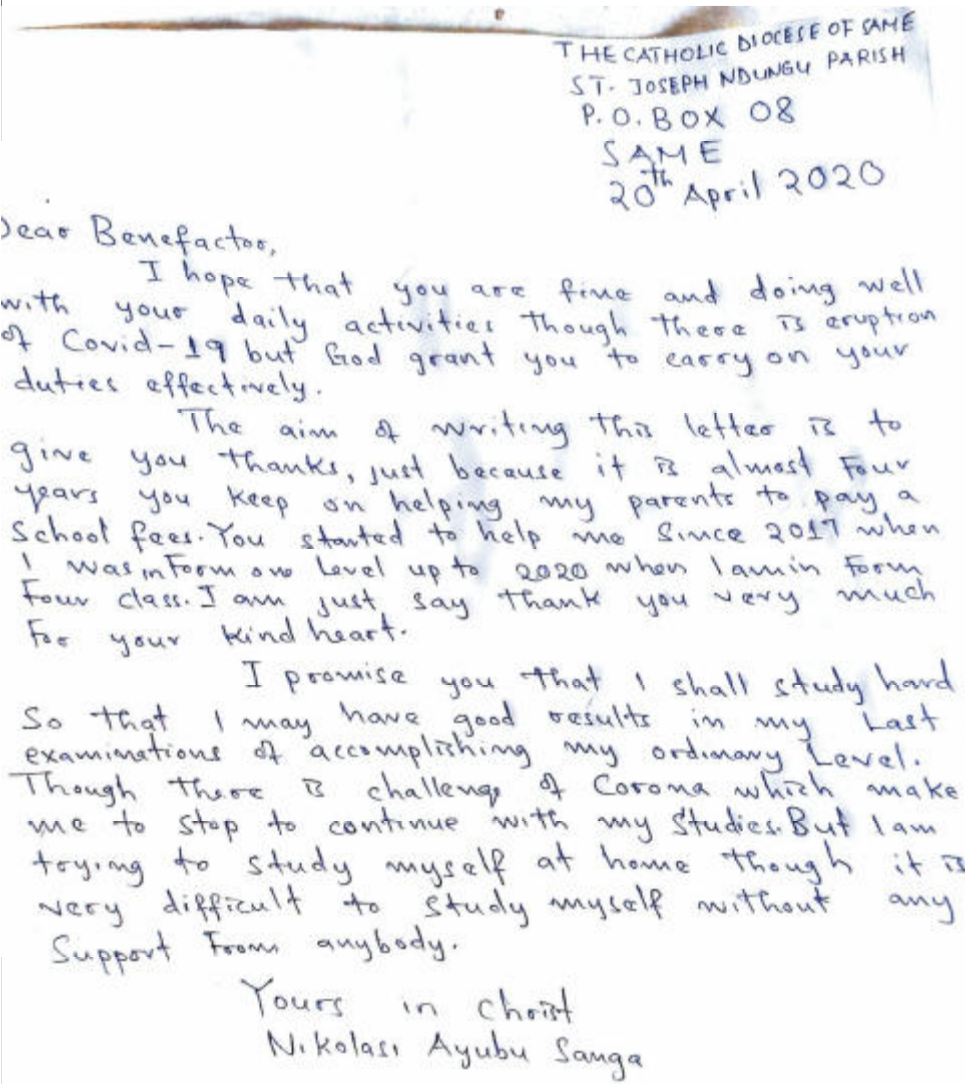 THE CATHOLIC DIOCESE OF SAME
ST. JOSEPH NDUNGU PARISH
P.O. BOX 08
SAME
20th April 2020
Dear Benefactor,
I hope that you are fine and doing well
with your daily activities though there is eruption
of Covid-19 but God grant you to carry on your
duties effectively.
The aim of writing this letter is to
give you thanks, just because it is almost Four
years you keep on helping my parents to pay a
School fees. You started to help me Since 2017 when
I was in Form one Level up to 2020 when I am in Form
Four class. I am just say thank you very much
For your kind heart.
I promise you that I shall study hard
So that I may have good results in my Last
examinations of accomplishing my ordinary Level.
Though there is challenge of Corona which make
me to stop to continue with my Studies. But I am
trying to study myself at home though it is
very difficult to study myself without any
Support From anybody.
Yours in Christ
Nikolasi Ayubu Sanga